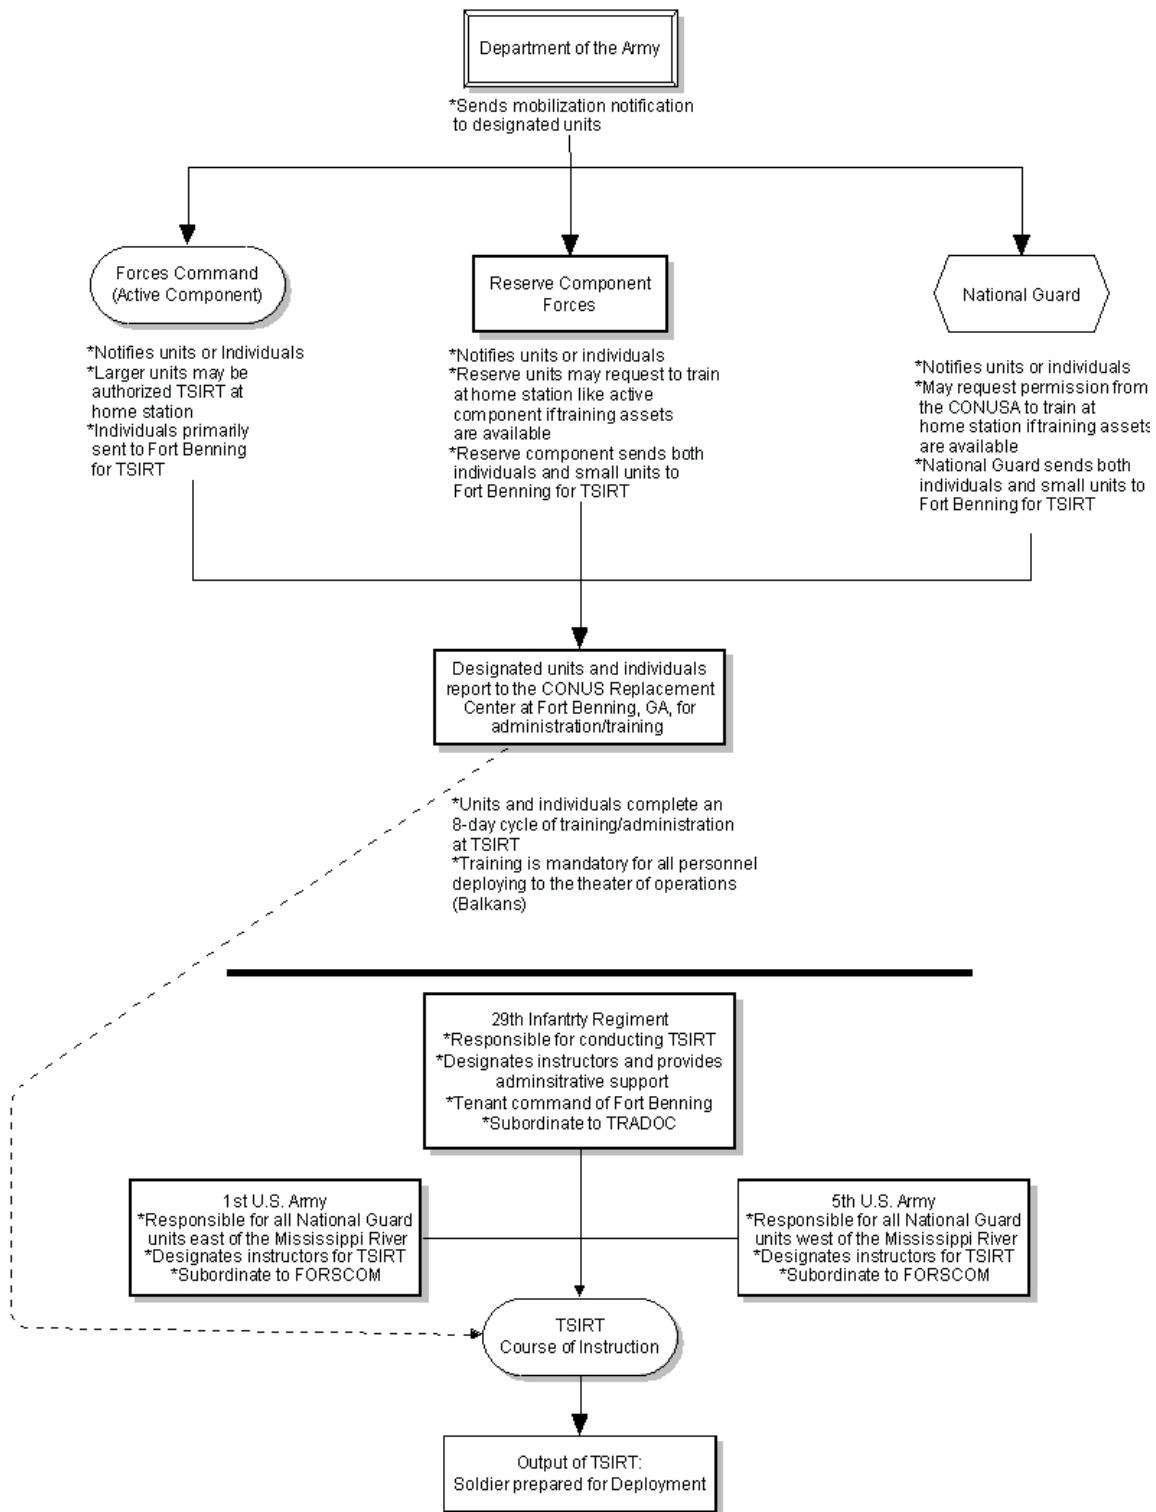 Department of the Army
*Sends mobilization notification
to designated units
Forces Command
(Active Component)
*Notifies units or Individuals
*Larger units may be
authorized TSIRT at
home station
*Individuals primarily
sent to Fort Benning
for TSIRT
Reserve Component
Forces
*Notifies units or individuals
*Reserve units may request to train
at home station like active
component if training assets
are available
*Reserve component sends both
individuals and small units to
Fort Benning for TSIRT
National Guard
*Notifies units or individuals
*May request permission from
the CONUSA to train at
home station if training assets
are available
*National Guard sends both
individuals and small units to
Fort Benning for TSIRT
Designated units and individuals
report to the CONUS Replacement
Center at Fort Benning, GA, for
administration/training
*Units and individuals complete an
8-day cycle of training/administration
at TSIRT
*Training is mandatory for all personnel
deploying to the theater of operations
(Balkans)
29th Infantrty Regiment
*Responsible for conducting TSIRT
*Designates instructors and provides
adminsitrative support
*Tenant command of Fort Benning
*Subordinate to TRADOC
1st U.S. Army
*Responsible for all National Guard
units east of the Mississippi River
*Designates instructors for TSIRT
*Subordinate to FORSCOM
5th U.S. Army
*Responsible for all National Guard
units west of the Mississippi River
*Designates instructors for TSIRT
*Subordinate to FORSCOM
TSIRT
Course of Instruction
Output of TSIRT:
Soldier prepared for Deployment